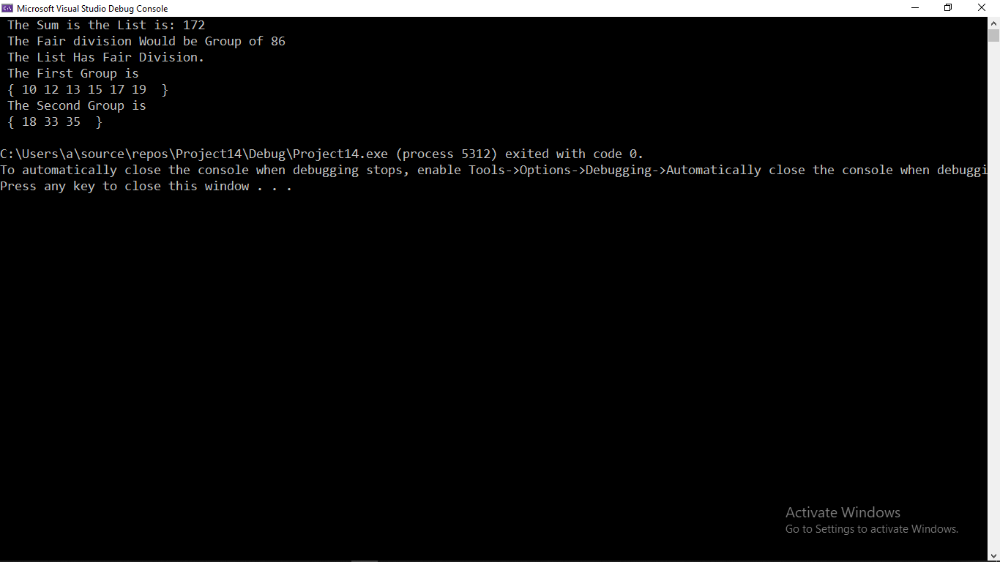 Microsoft Visual Studio Debug Console
The Sum is the List is: 172
The Fair division Would be Group of 86
The List Has Fair Division.
The First Group is
{ 10 12 13 15 17 19  }
The Second Group is
{ 18 33 35  }
C:\Users\a\source\repos\Project14\Debug\Project14.exe (process 5312) exited with code 0.
To automatically close the console when debugging stops, enable Tools->Options->Debugging->Automatically close the console when debuggi
Press any key to close this window . . .
Activate Windows
Go to Settings to activate Windows.